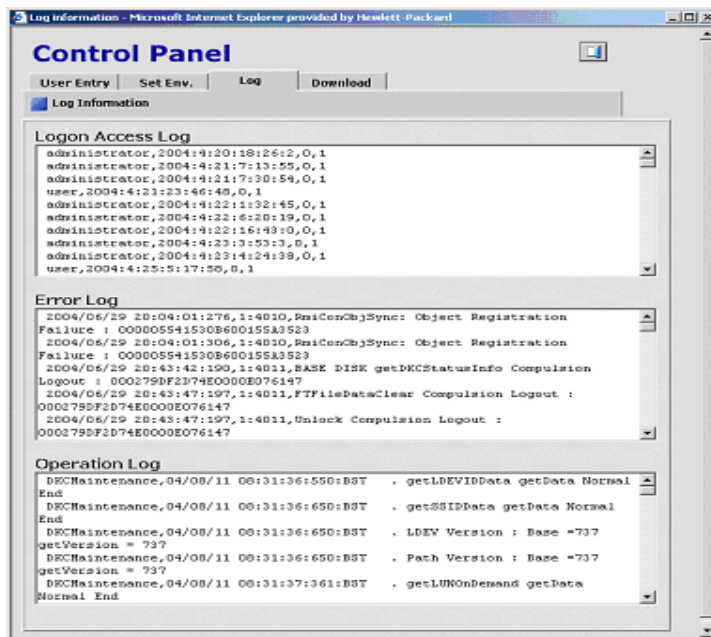 Log information - Microsoft Internet Explorer provided by Hewlett-Packard
Control Panel
User Entry Set Env. Log Download
Log Information
Logon Access Log
administrator,2004:4:20:18:26:2,0,1
administrator,2004:4:21:7:13:55,0,1
administrator,2004:4:21:7:30:54,0,1
user,2004:4:21:23:46:48,0,1
administrator,2004:4:22:1:32:45,0,1
administrator,2004:4:22:6:20:19,0,1
administrator,2004:4:22:16:43:0,0,1
administrator,2004:4:23:3:53:3,0,1
administrator,2004:4:23:4:24:38,0,1
user,2004:4:25:5:17:58,0,1
Error Log
2004/06/29 20:04:01:276,1:4010,RmiConObjSync: Object Registration
Failure : 000005541530B600155A3523
2004/06/29 20:04:01:306,1:4010,RmiConObjSync: Object Registration
Failure : 000005541530B600155A3523
2004/06/29 20:43:42:190,1:4011,BASE DISK getDKCStatusInfo Compulsion
Logout : 000279DF2D74E0000E076147
2004/06/29 20:43:47:197,1:4011,FTFileDataClear Compulsion Logout :
000279DF2D74E0000E076147
2004/06/29 20:43:47:197,1:4011,Unlock Compulsion Logout :
000279DF2D74E0000E076147
Operation Log
DKCMaintenance,04/08/11 08:31:36:550:BST . getLDEVIDData getData Normal
End
DKCMaintenance,04/08/11 08:31:36:650:BST . getSSIDData getData Normal
End
DKCMaintenance,04/08/11 08:31:36:650:BST . LDEV Version : Base =737
getVersion = 737
DKCMaintenance,04/08/11 08:31:36:650:BST . Path Version : Base =737
getVersion = 737
DKCMaintenance,04/08/11 08:31:37:361:BST . getLUNOnDemand getData
Normal End